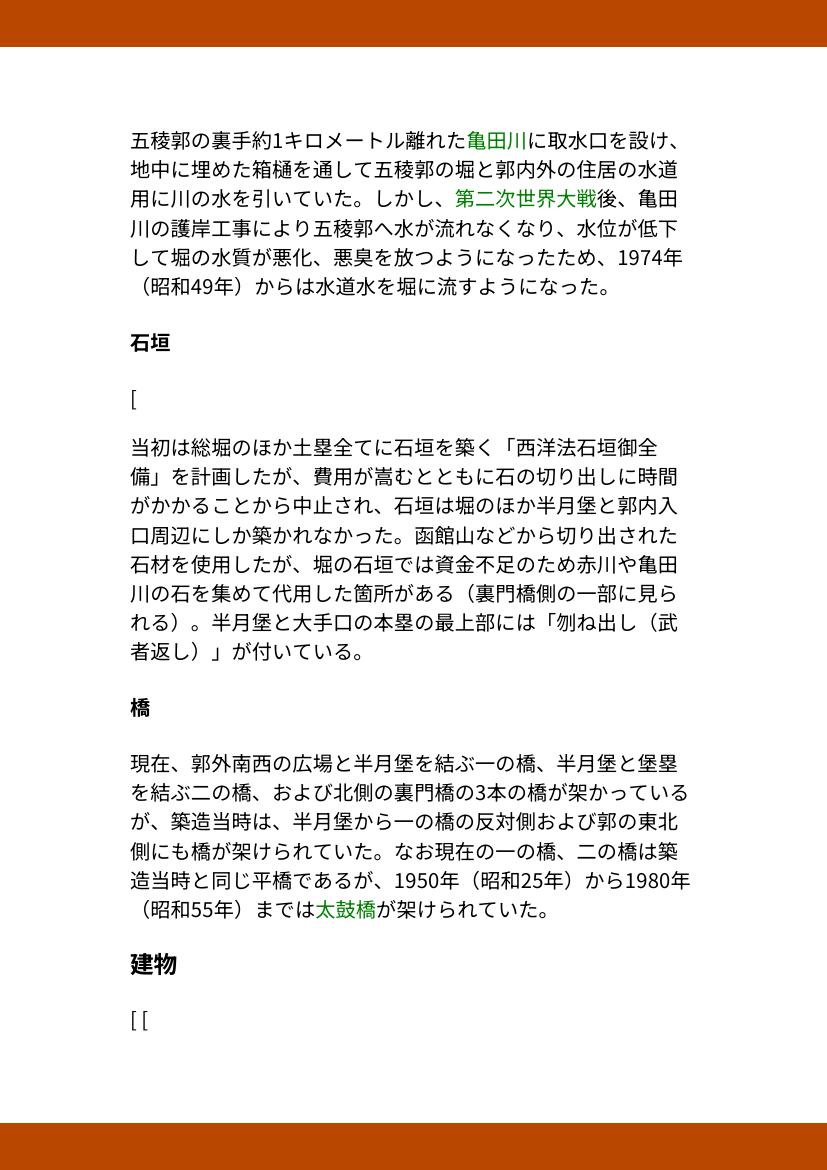 五稜郭の裏手約1キロメートル離れた亀田川に取水口を設け、
地中に埋めた箱樋を通して五稜郭の堀と郭内外の住居の水道
用に川の水を引いていた。しかし、第二次世界大戦後、亀田
川の護岸工事により五稜郭へ水が流れなくなり、水位が低下
して堀の水質が悪化、悪臭を放つようになったため、1974年
（昭和49年）からは水道水を堀に流すようになった。
石垣
[
当初は総堀のほか土塁全てに石垣を築く「西洋法石垣御全
備」を計画したが、費用が嵩むとともに石の切り出しに時間
がかかることから中止され、石垣は堀のほか半月堡と郭内入
口周辺にしか築かれなかった。函館山などから切り出された
石材を使用したが、堀の石垣では資金不足のため赤川や亀田
川の石を集めて代用した箇所がある（裏門橋側の一部に見ら
れる）。半月堡と大手口の本塁の最上部には「刎ね出し（武
者返し）」が付いている。
橋
現在、郭外南西の広場と半月堡を結ぶ一の橋、半月堡と堡塁
を結ぶ二の橋、および北側の裏門橋の3本の橋が架かっている
が、築造当時は、半月堡から一の橋の反対側および郭の東北
側にも橋が架けられていた。なお現在の一の橋、二の橋は築
造当時と同じ平橋であるが、1950年（昭和25年）から1980年
（昭和55年）までは太鼓橋が架けられていた。
建物
[ [